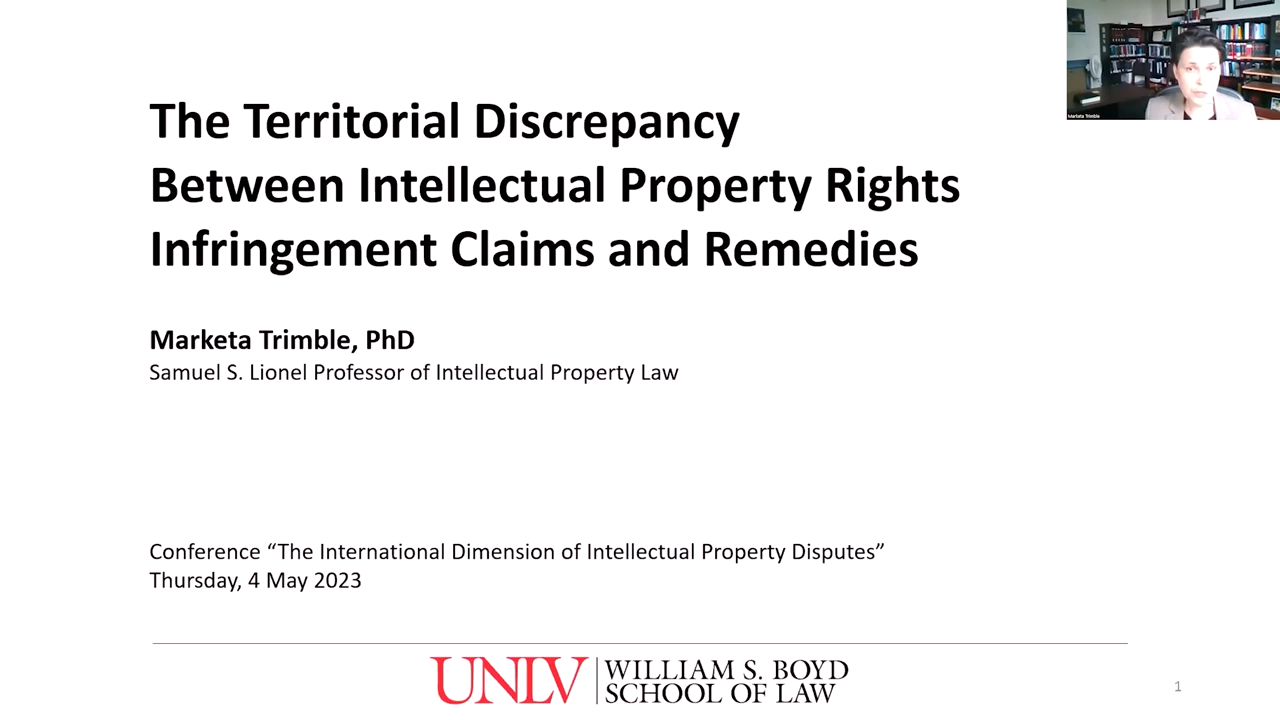 Marketa Trimble
The Territorial Discrepancy
Between Intellectual Property Rights
Infringement Claims and Remedies
Marketa Trimble, PhD
Samuel S. Lionel Professor of Intellectual Property Law
Conference “The International Dimension of Intellectual Property Disputes”
Thursday, 4 May 2023
UNLV
WILLIAM S. BOYD
SCHOOL OF LAW
1